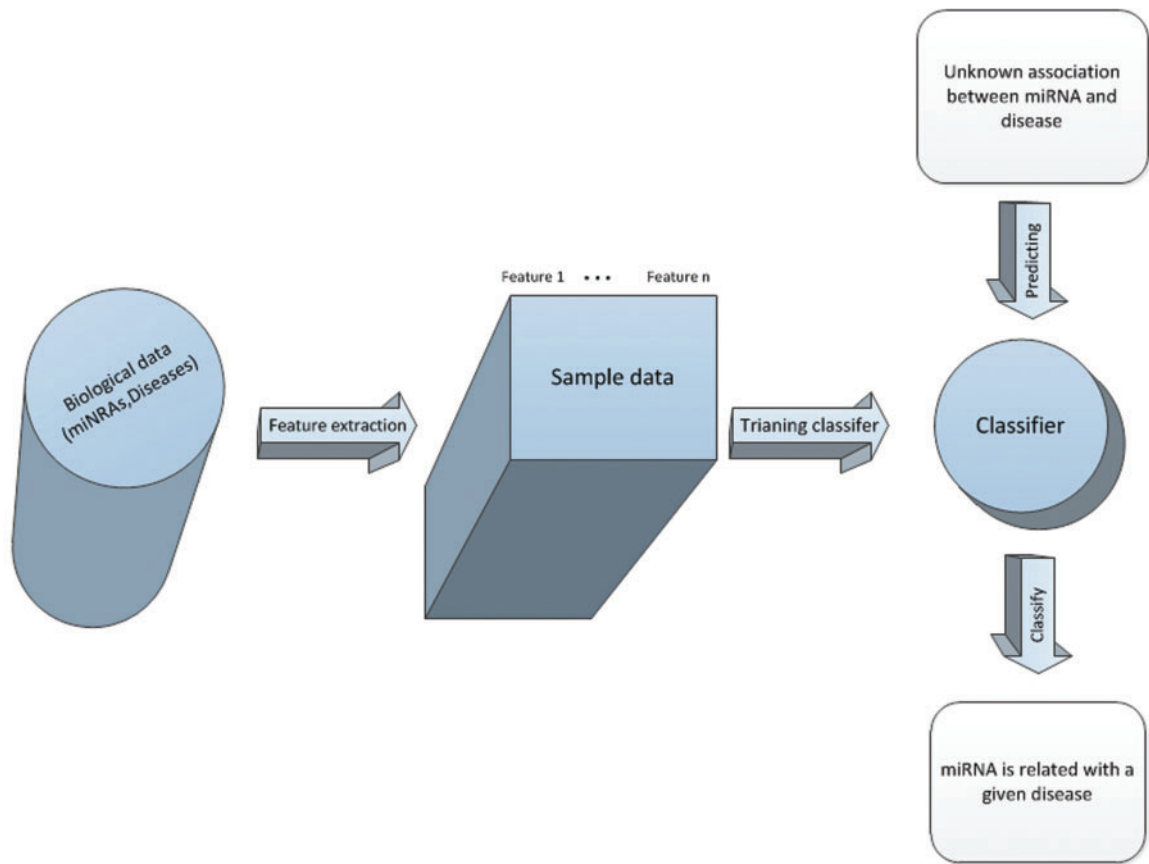 Unknown association
between miRNA and
disease
Predicting
Feature 1 ••• Feature n
Biological data
(miNRAs,Diseases)
Feature extraction
Sample data
Trianing classifer
Classifier
Classify
miRNA is related with a
given disease